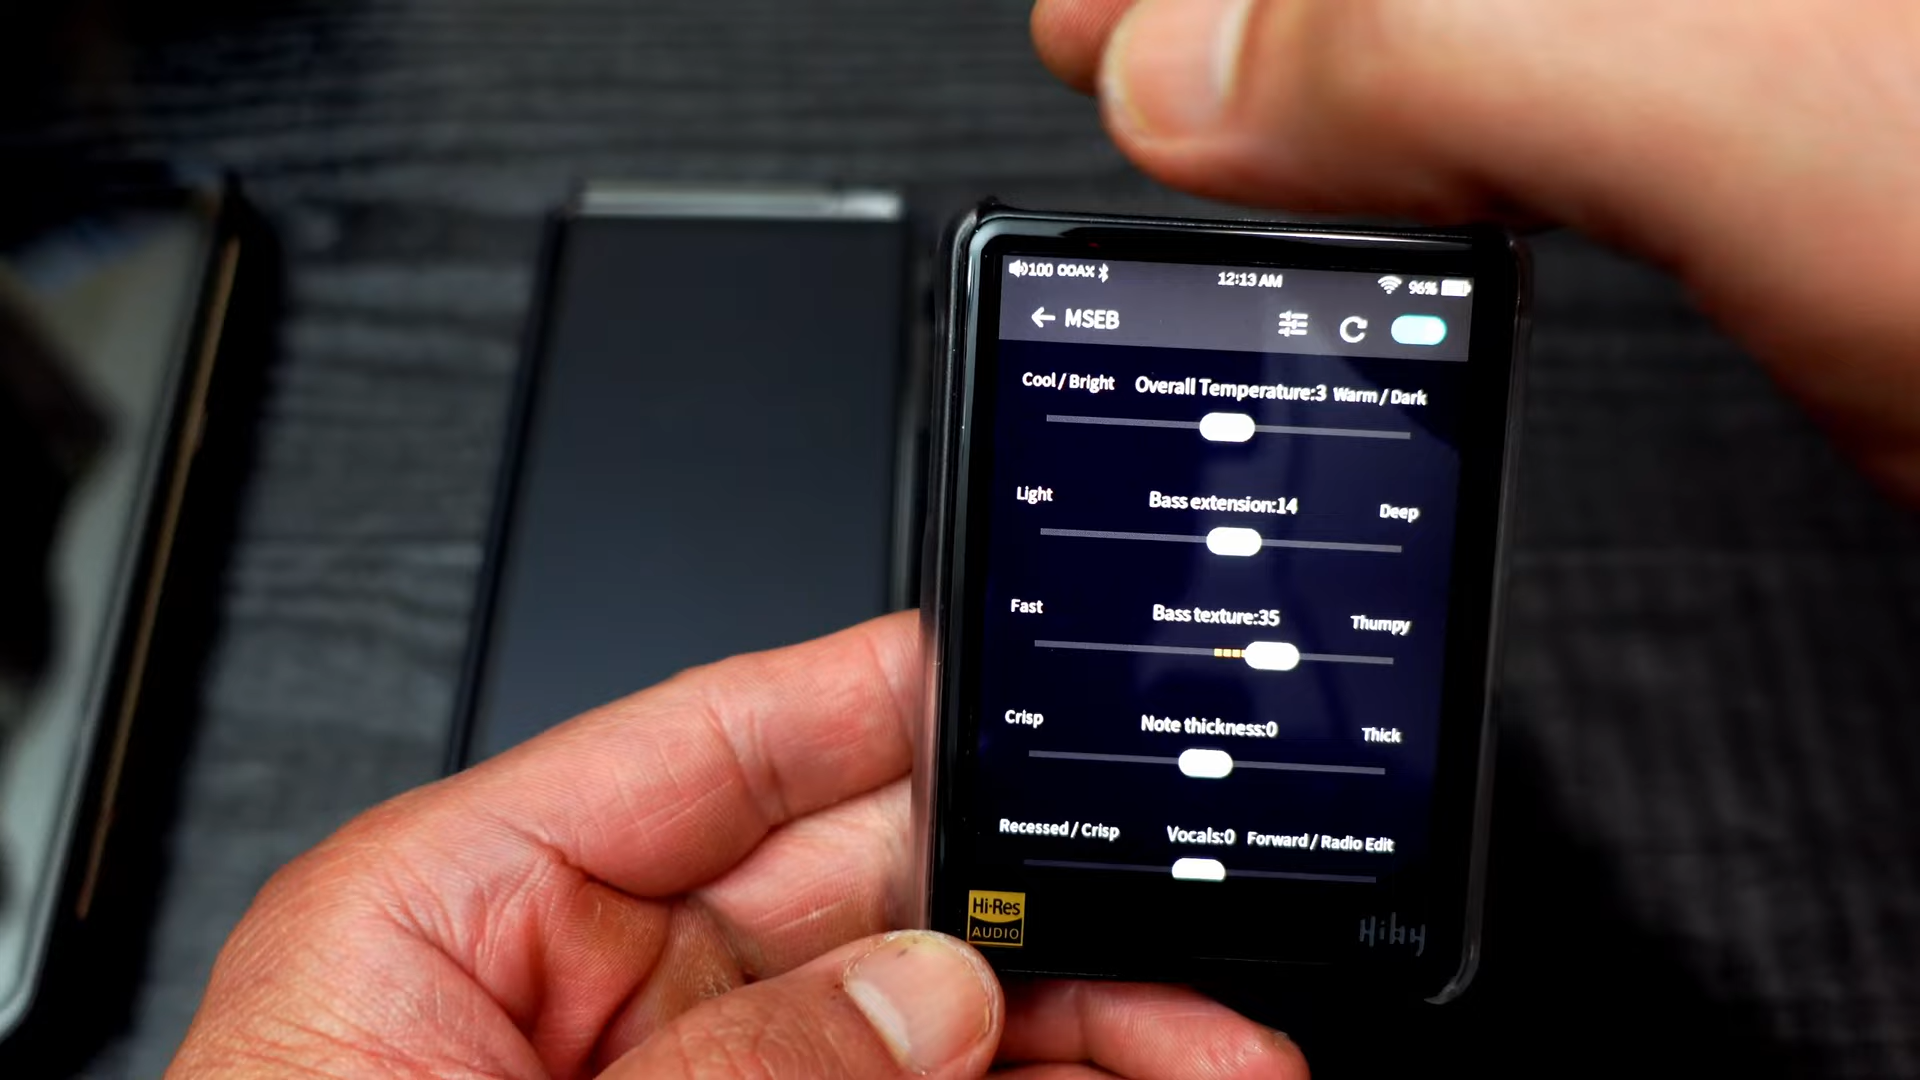 100 COAX 12:13 AM 96%
MSEB
Cool / Bright Overall Temperature:3 Warm / Dark
Light Bass extension:14 Deep
Fast Bass texture:35 Thumpy
Crisp Note thickness:0 Thick
Recessed / Crisp Vocals:0 Forward / Radio Edit
Hi-Res
AUDIO
HiBy